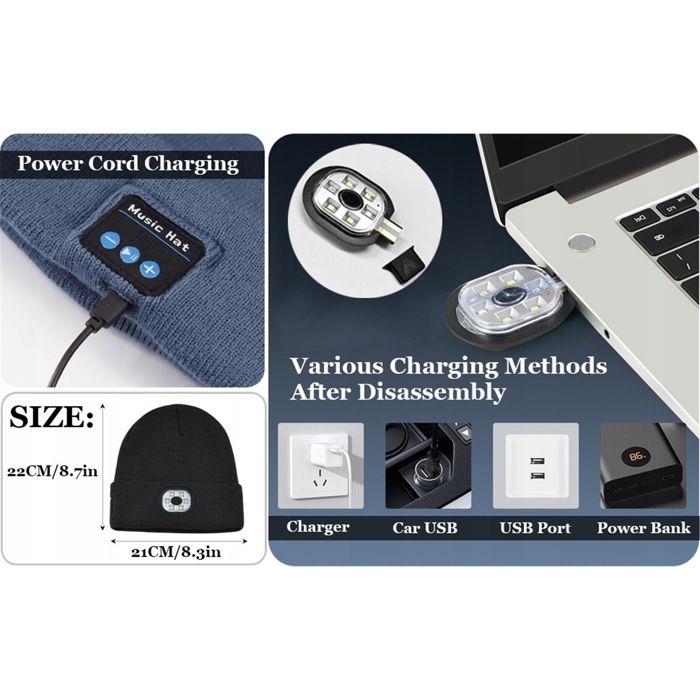 Power Cord Charging
Music Hat
SIZE:
22CM/8.7in
21CM/8.3in
Various Charging Methods
After Disassembly
Charger
Car USB
USB Port
Power Bank
86